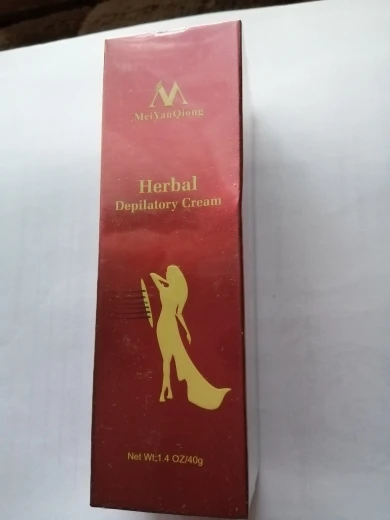 MeiYanQiong
Herbal
Depilatory Cream
Net Wt:1.4 OZ/40g